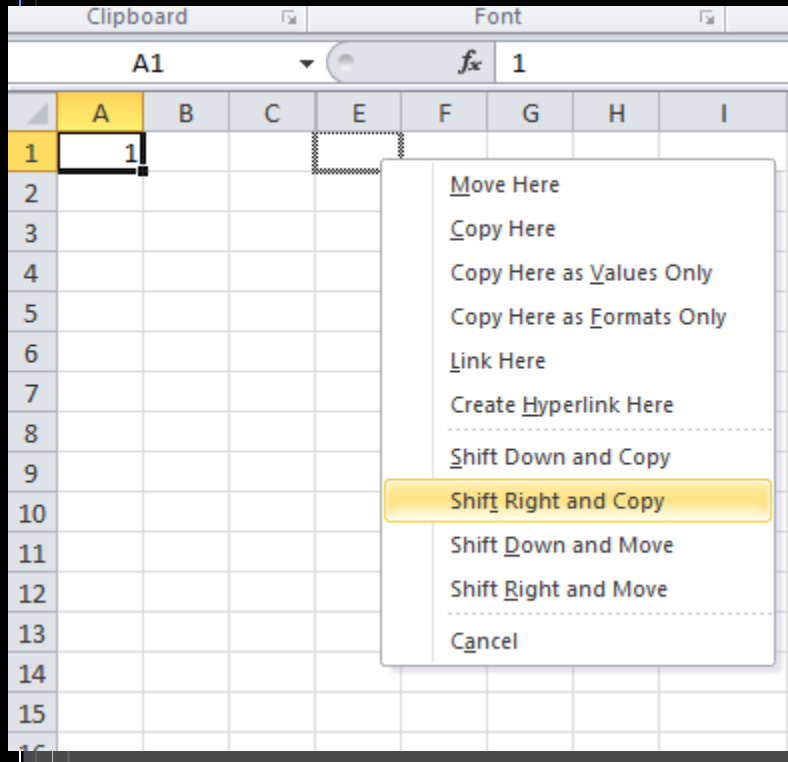 Clipboard Font
A1 fx 1
A B C E F G H I
1 1
2
3
4
5
6
7
8
9
10
11
12
13
14
15
16
Move Here
Copy Here
Copy Here as Values Only
Copy Here as Formats Only
Link Here
Create Hyperlink Here
Shift Down and Copy
Shift Right and Copy
Shift Down and Move
Shift Right and Move
Cancel